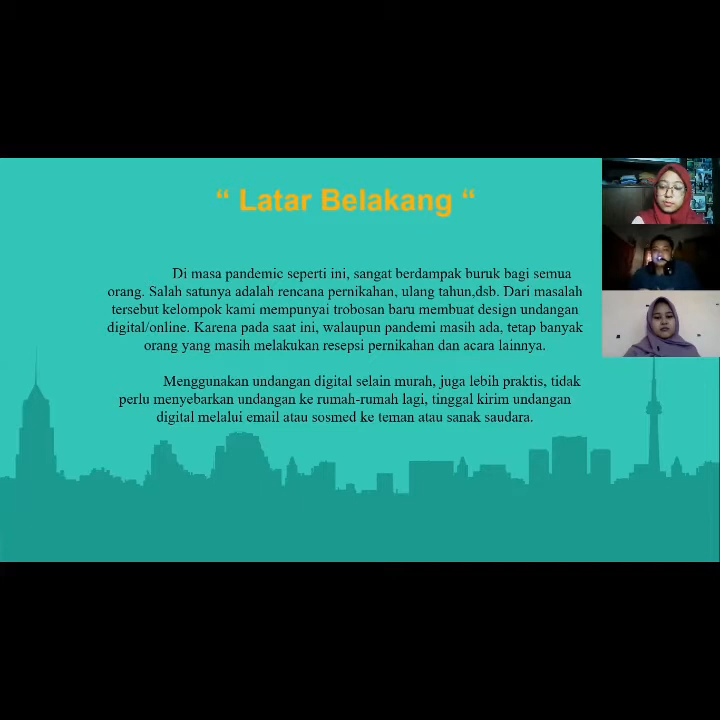 “ Latar Belakang “
Di masa pandemic seperti ini, sangat berdampak buruk bagi semua
orang. Salah satunya adalah rencana pernikahan, ulang tahun,dsb. Dari masalah
tersebut kelompok kami mempunyai trobosan baru membuat design undangan
digital/online. Karena pada saat ini, walaupun pandemi masih ada, tetap banyak
orang yang masih melakukan resepsi pernikahan dan acara lainnya.
Menggunakan undangan digital selain murah, juga lebih praktis, tidak
perlu menyebarkan undangan ke rumah-rumah lagi, tinggal kirim undangan
digital melalui email atau sosmed ke teman atau sanak saudara.